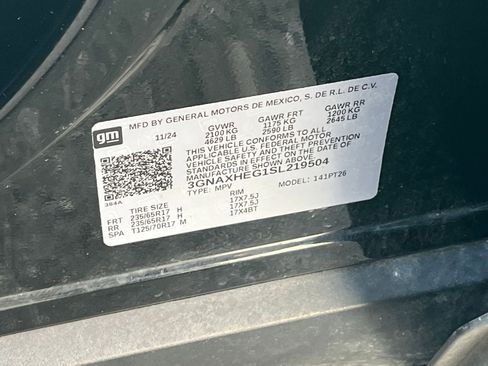 MFD BY GENERAL MOTORS DE MEXICO, S. DE R.L. DE C.V.
gm
11/24 GVWR GAWR FRT GAWR RR
2100 KG 1175 KG 1200 KG
4629 LB 2590 LB 2645 LB
THIS VEHICLE CONFORMS TO ALL
APPLICABLE U.S. FEDERAL MOTOR
VEHICLE SAFETY AND THEFT PREVENTION
STANDARDS IN EFFECT ON THE DATE OF
MANUFACTURE SHOWN ABOVE.
3GNAXHEG1SL219504
TYPE: MPV MODEL: 141PT26
384A
TIRE SIZE RIM
FRT 235/65R17 H 17X7.5J
RR 235/65R17 H 17X7.5J
SPA T125/70R17 M 17X4BT